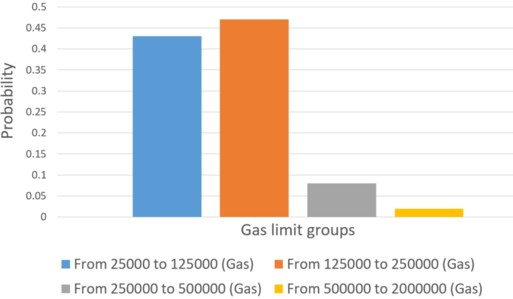 0.5
0.45
0.4
0.35
0.3
0.25
0.2
0.15
0.1
0.05
0
Probability
Gas limit groups
From 25000 to 125000 (Gas)
From 125000 to 250000 (Gas)
From 250000 to 500000 (Gas)
From 500000 to 2000000 (Gas)